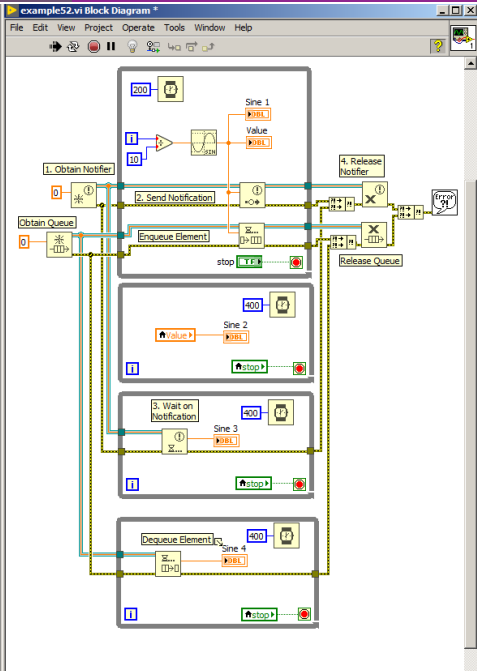 example52.vi Block Diagram *
File Edit View Project Operate Tools Window Help
?
1
200
Sine 1
DBL
Value
DBL
i
10
SIN
4. Release
Notifier
1. Obtain Notifier
0
2. Send Notification
Error
?!
Obtain Queue
0
Enqueue Element
stop
TF
Release Queue
400
Sine 2
Value
DBL
i
stop
3. Wait on
Notification
400
Sine 3
DBL
i
stop
Dequeue Element
400
Sine 4
DBL
i
stop